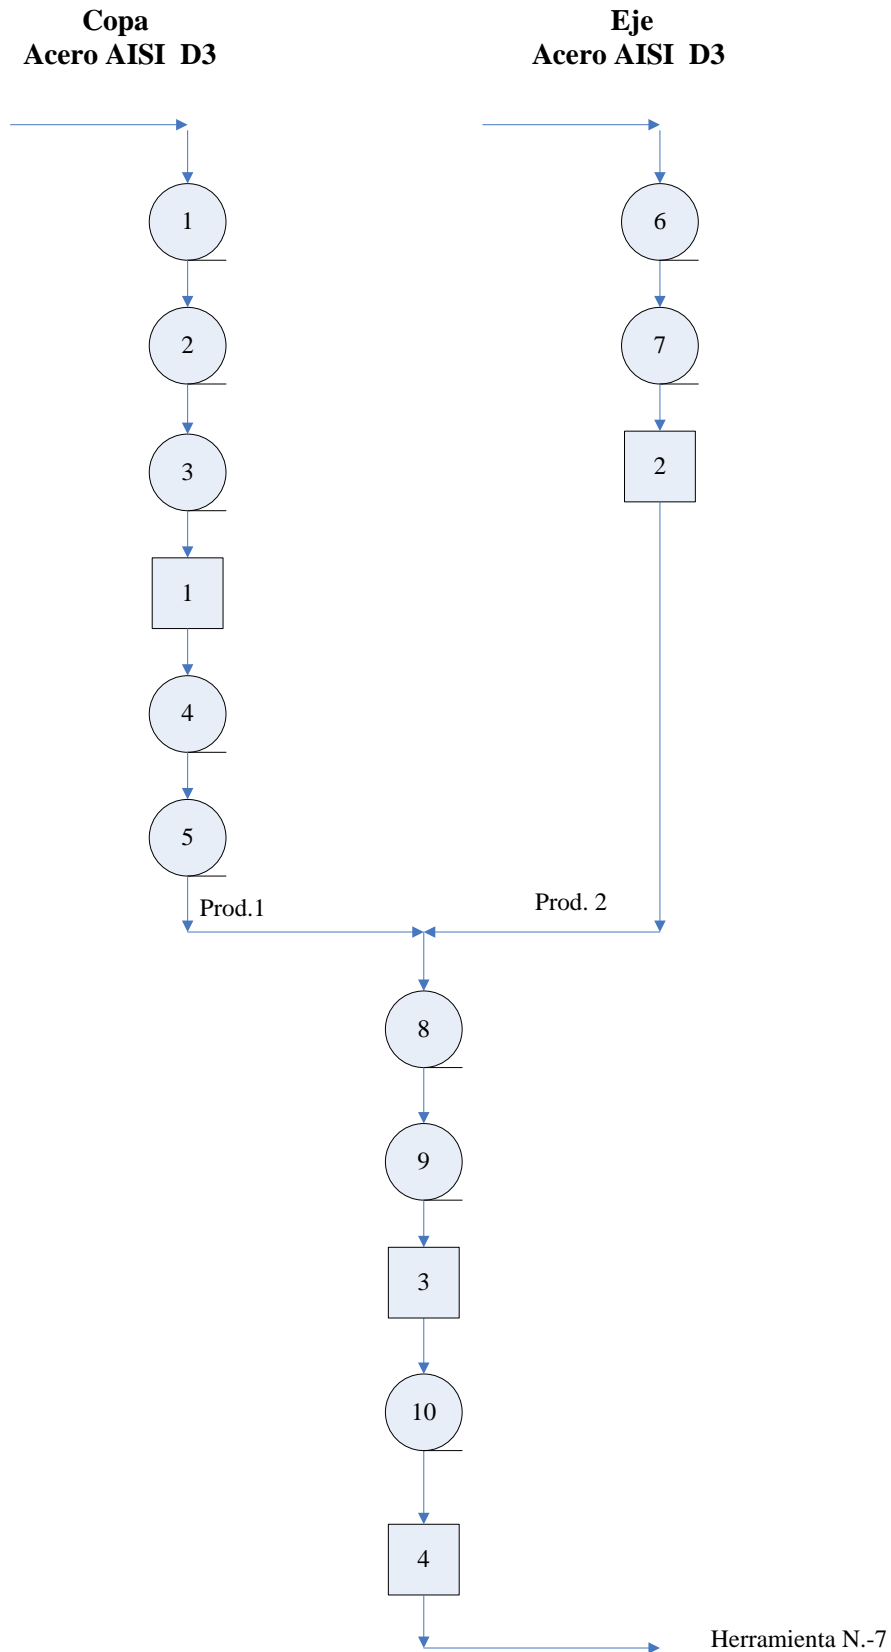 Copa
Acero AISI  D3
Eje
Acero AISI  D3
1
6
2
7
3
2
1
4
5
Prod.1
Prod. 2
8
9
3
10
4
Herramienta N.-7